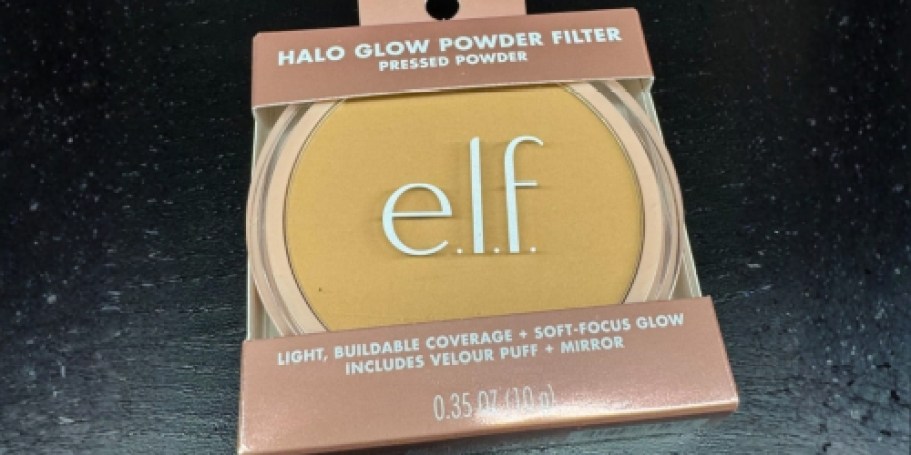 HALO GLOW POWDER FILTER
PRESSED POWDER
e.l.f.
LIGHT, BUILDABLE COVERAGE + SOFT-FOCUS GLOW
INCLUDES VELOUR PUFF + MIRROR
0.35 OZ (10 g)